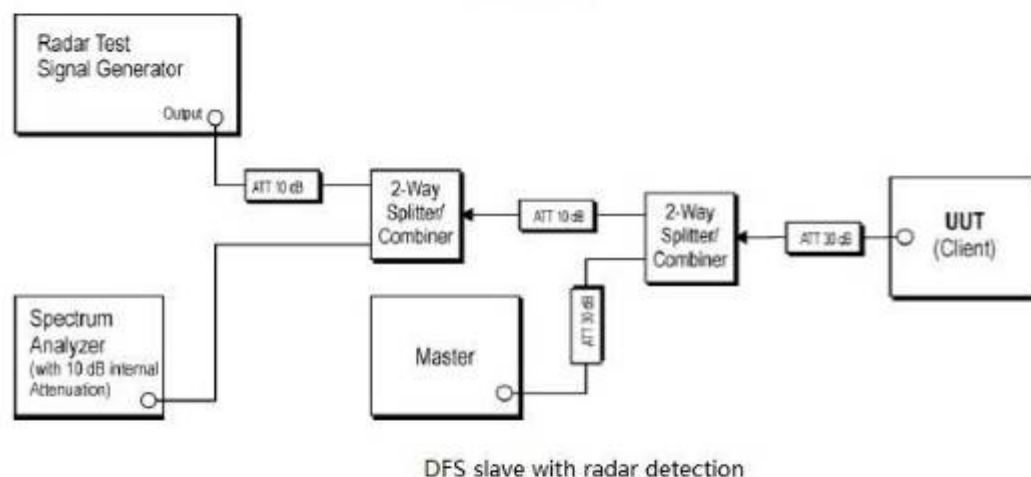 Radar Test
Signal Generator
Output
ATT 10 dB
2-Way
Splitter/
Combiner
ATT 10 dB
2-Way
Splitter/
Combiner
ATT 30 dB
UUT
(Client)
Spectrum
Analyzer
(with 10 dB internal
Attenuation)
Master
ATT 30 dB
DFS slave with radar detection